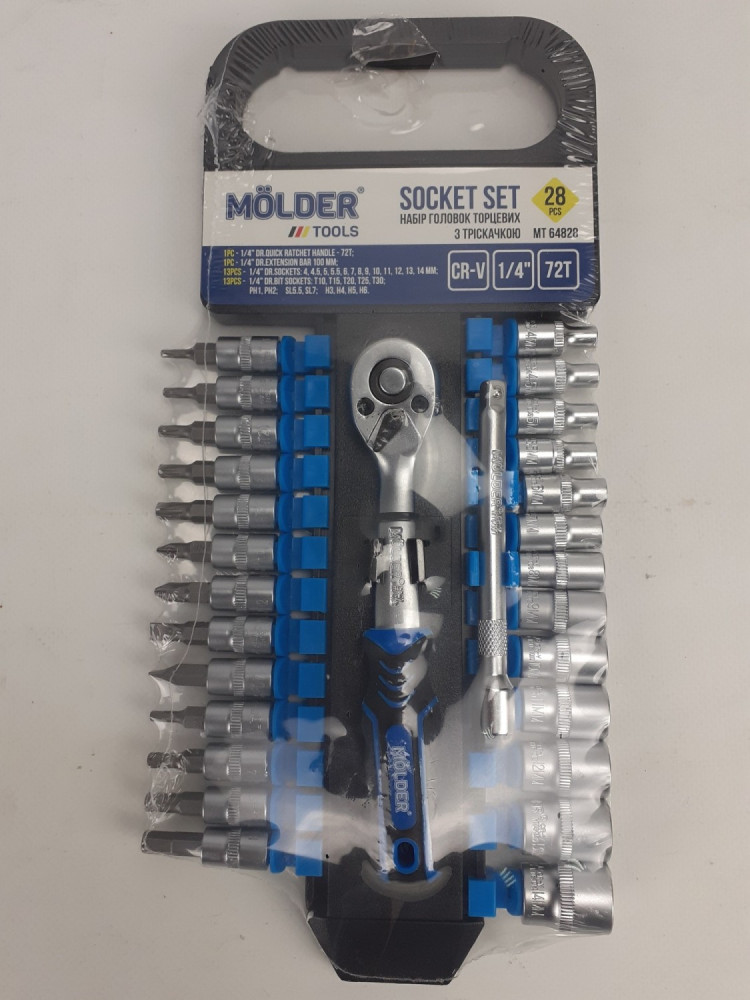 MÖLDER®
TOOLS
SOCKET SET
НАБІР ГОЛОВОК ТОРЦЕВИХ
З ТРІСКАЧКОЮ MT 64828
28
PCS
1PC - 1/4" DR.QUICK RATCHET HANDLE - 72T;
1PC - 1/4" DR.EXTENSION BAR 100 MM;
13PCS - 1/4" DR.SOCKETS: 4, 4.5, 5, 5.5, 6, 7, 8, 9, 10, 11, 12, 13, 14 MM;
13PCS - 1/4" DR.BIT SOCKETS: T10, T15, T20, T25, T30;
PH1, PH2; SL5.5, SL7; H3, H4, H5, H6.
CR-V
1/4"
72T
MÖLDER®